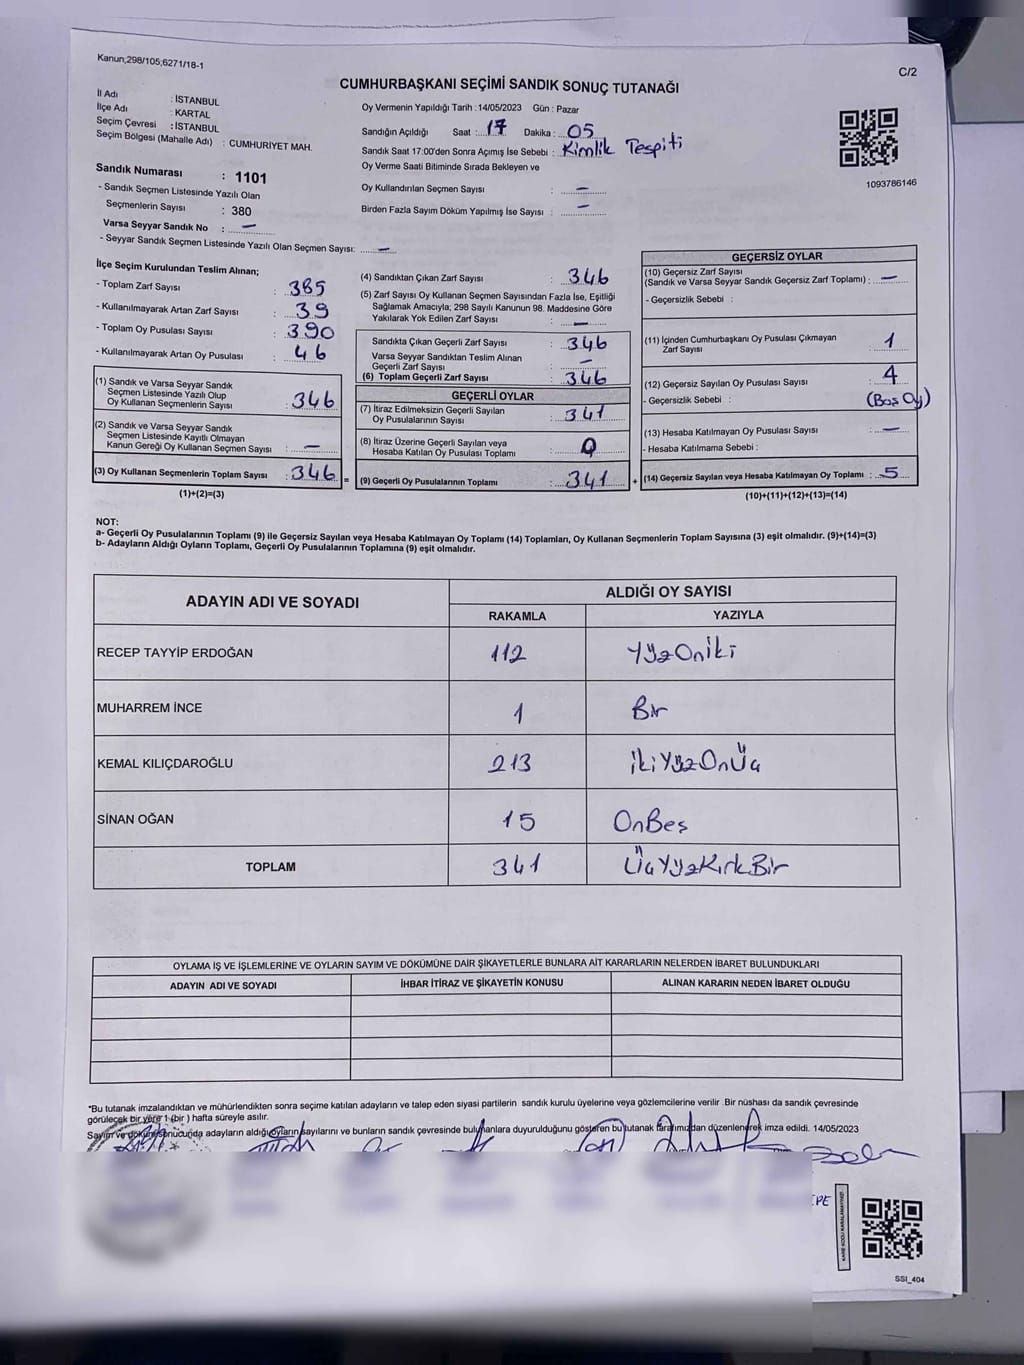 Kanun,298/105;6271/18-1
C/2
CUMHURBAŞKANI SEÇİMİ SANDIK SONUÇ TUTANAĞI
İl Adı : İSTANBUL
İlçe Adı : KARTAL
Seçim Çevresi : İSTANBUL
Seçim Bölgesi (Mahalle Adı) : CUMHURİYET MAH.
Sandık Numarası : 1101
- Sandık Seçmen Listesinde Yazılı Olan
Seçmenlerin Sayısı : 380
Varsa Seyyar Sandık No : —
- Seyyar Sandık Seçmen Listesinde Yazılı Olan Seçmen Sayısı: —
Oy Vermenin Yapıldığı Tarih :14/05/2023 Gün : Pazar
Sandığın Açıldığı Saat : 17 Dakika : 05
Sandık Saat 17:00'den Sonra Açımış İse Sebebi : Kimlik Tespiti
Oy Verme Saati Bitiminde Sırada Bekleyen ve
Oy Kullandırılan Seçmen Sayısı : —
Birden Fazla Sayım Döküm Yapılmış İse Sayısı : —
1093786146
İlçe Seçim Kurulundan Teslim Alınan;
- Toplam Zarf Sayısı : 385
- Kullanılmayarak Artan Zarf Sayısı : 39
- Toplam Oy Pusulası Sayısı : 390
- Kullanılmayarak Artan Oy Pusulası : 46
(1) Sandık ve Varsa Seyyar Sandık
Seçmen Listesinde Yazılı Olup
Oy Kullanan Seçmenlerin Sayısı : 346
(2) Sandık ve Varsa Seyyar Sandık
Seçmen Listesinde Kayıtlı Olmayan
Kanun Gereği Oy Kullanan Seçmen Sayısı : —
(3) Oy Kullanan Seçmenlerin Toplam Sayısı : 346 =
(1)+(2)=(3)
(4) Sandıktan Çıkan Zarf Sayısı : 346
(5) Zarf Sayısı Oy Kullanan Seçmen Sayısından Fazla İse, Eşitliği
Sağlamak Amacıyla; 298 Sayılı Kanunun 98. Maddesine Göre
Yakılarak Yok Edilen Zarf Sayısı : —
Sandıkta Çıkan Geçerli Zarf Sayısı : 346
Varsa Seyyar Sandıktan Teslim Alınan
Geçerli Zarf Sayısı : —
(6) Toplam Geçerli Zarf Sayısı : 346
GEÇERLİ OYLAR
(7) İtiraz Edilmeksizin Geçerli Sayılan
Oy Pusulalarının Sayısı : 341
(8) İtiraz Üzerine Geçerli Sayılan veya
Hesaba Katılan Oy Pusulası Toplamı : 0
(9) Geçerli Oy Pusulalarının Toplamı : 341 +
GEÇERSİZ OYLAR
(10) Geçersiz Zarf Sayısı
(Sandık ve Varsa Seyyar Sandık Geçersiz Zarf Toplamı) : —
- Geçersizlik Sebebi :
(11) İçinden Cumhurbaşkanı Oy Pusulası Çıkmayan
Zarf Sayısı : 1
(12) Geçersiz Sayılan Oy Pusulası Sayısı : 4
- Geçersizlik Sebebi : (Boş Oy)
(13) Hesaba Katılmayan Oy Pusulası Sayısı : —
- Hesaba Katılmama Sebebi :
(14) Geçersiz Sayılan veya Hesaba Katılmayan Oy Toplamı : 5
(10)+(11)+(12)+(13)=(14)
NOT:
a- Geçerli Oy Pusulalarının Toplamı (9) ile Geçersiz Sayılan veya Hesaba Katılmayan Oy Toplamı (14) Toplamları, Oy Kullanan Seçmenlerin Toplam Sayısına (3) eşit olmalıdır. (9)+(14)=(3)
b- Adayların Aldığı Oyların Toplamı, Geçerli Oy Pusulalarının Toplamına (9) eşit olmalıdır.
ADAYIN ADI VE SOYADI
ALDIĞI OY SAYISI
RAKAMLA YAZIYLA
RECEP TAYYİP ERDOĞAN 112 YüzOniki
MUHARREM İNCE 1 Bir
KEMAL KILIÇDAROĞLU 213 İkiYüzOnÜç
SİNAN OĞAN 15 OnBeş
TOPLAM 341 ÜçYüzKırkBir
OYLAMA İŞ VE İŞLEMLERİNE VE OYLARIN SAYIM VE DÖKÜMÜNE DAİR ŞİKAYETLERLE BUNLARA AİT KARARLARIN NELERDEN İBARET BULUNDUKLARI
ADAYIN ADI VE SOYADI İHBAR İTİRAZ VE ŞİKAYETİN KONUSU ALINAN KARARIN NEDEN İBARET OLDUĞU
*Bu tutanak imzalandıktan ve mühürlendikten sonra seçime katılan adayların ve talep eden siyasi partilerin sandık kurulu üyelerine veya gözlemcilerine verilir .Bir nüshası da sandık çevresinde
görülecek bir yere 1 (bir ) hafta süreyle asılır.
Sayım ve döküm sonucunda adayların aldığı oyların sayılarını ve bunların sandık çevresinde bulunanlara duyurulduğunu gösteren bu tutanak tarafımızdan düzenlenerek imza edildi. 14/05/2023
SSI_404